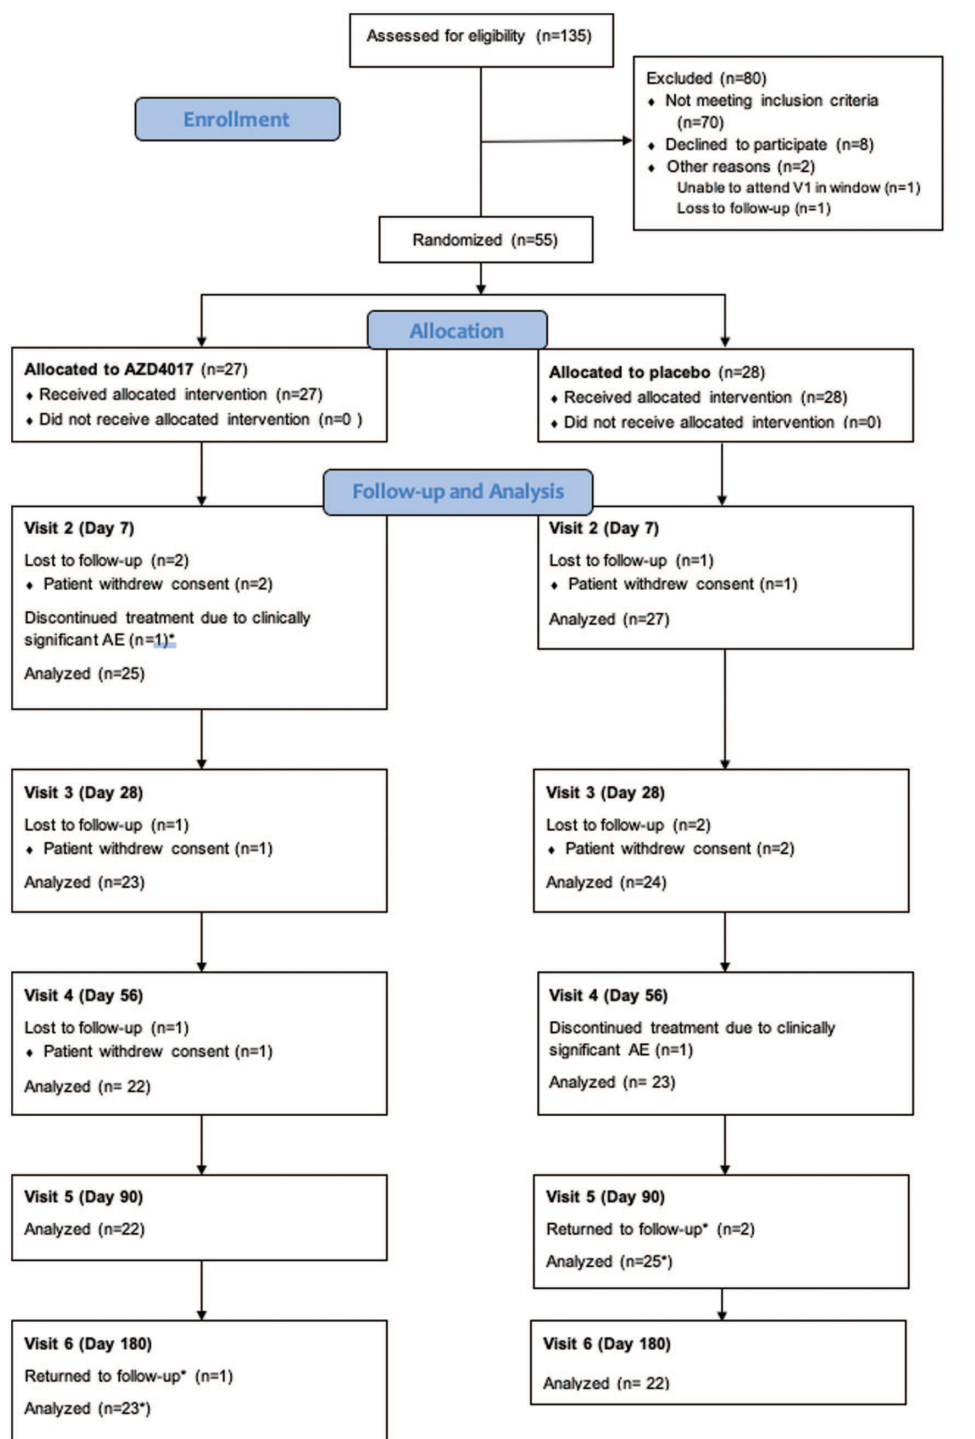 Assessed for eligibility (n=135)
Excluded (n=80)
♦ Not meeting inclusion criteria
(n=70)
♦ Declined to participate (n=8)
♦ Other reasons (n=2)
Unable to attend V1 in window (n=1)
Loss to follow-up (n=1)
Enrollment
Randomized (n=55)
Allocation
Allocated to AZD4017 (n=27)
♦ Received allocated intervention (n=27)
♦ Did not receive allocated intervention (n=0 )
Allocated to placebo (n=28)
♦ Received allocated intervention (n=28)
♦ Did not receive allocated intervention (n=0)
Follow-up and Analysis
Visit 2 (Day 7)
Lost to follow-up (n=2)
♦ Patient withdrew consent (n=2)
Discontinued treatment due to clinically
significant AE (n=1)*
Analyzed (n=25)
Visit 2 (Day 7)
Lost to follow-up (n=1)
♦ Patient withdrew consent (n=1)
Analyzed (n=27)
Visit 3 (Day 28)
Lost to follow-up (n=1)
♦ Patient withdrew consent (n=1)
Analyzed (n=23)
Visit 3 (Day 28)
Lost to follow-up (n=2)
♦ Patient withdrew consent (n=2)
Analyzed (n=24)
Visit 4 (Day 56)
Lost to follow-up (n=1)
♦ Patient withdrew consent (n=1)
Analyzed (n= 22)
Visit 4 (Day 56)
Discontinued treatment due to clinically
significant AE (n=1)
Analyzed (n= 23)
Visit 5 (Day 90)
Analyzed (n=22)
Visit 5 (Day 90)
Returned to follow-up* (n=2)
Analyzed (n=25*)
Visit 6 (Day 180)
Returned to follow-up* (n=1)
Analyzed (n=23*)
Visit 6 (Day 180)
Analyzed (n= 22)